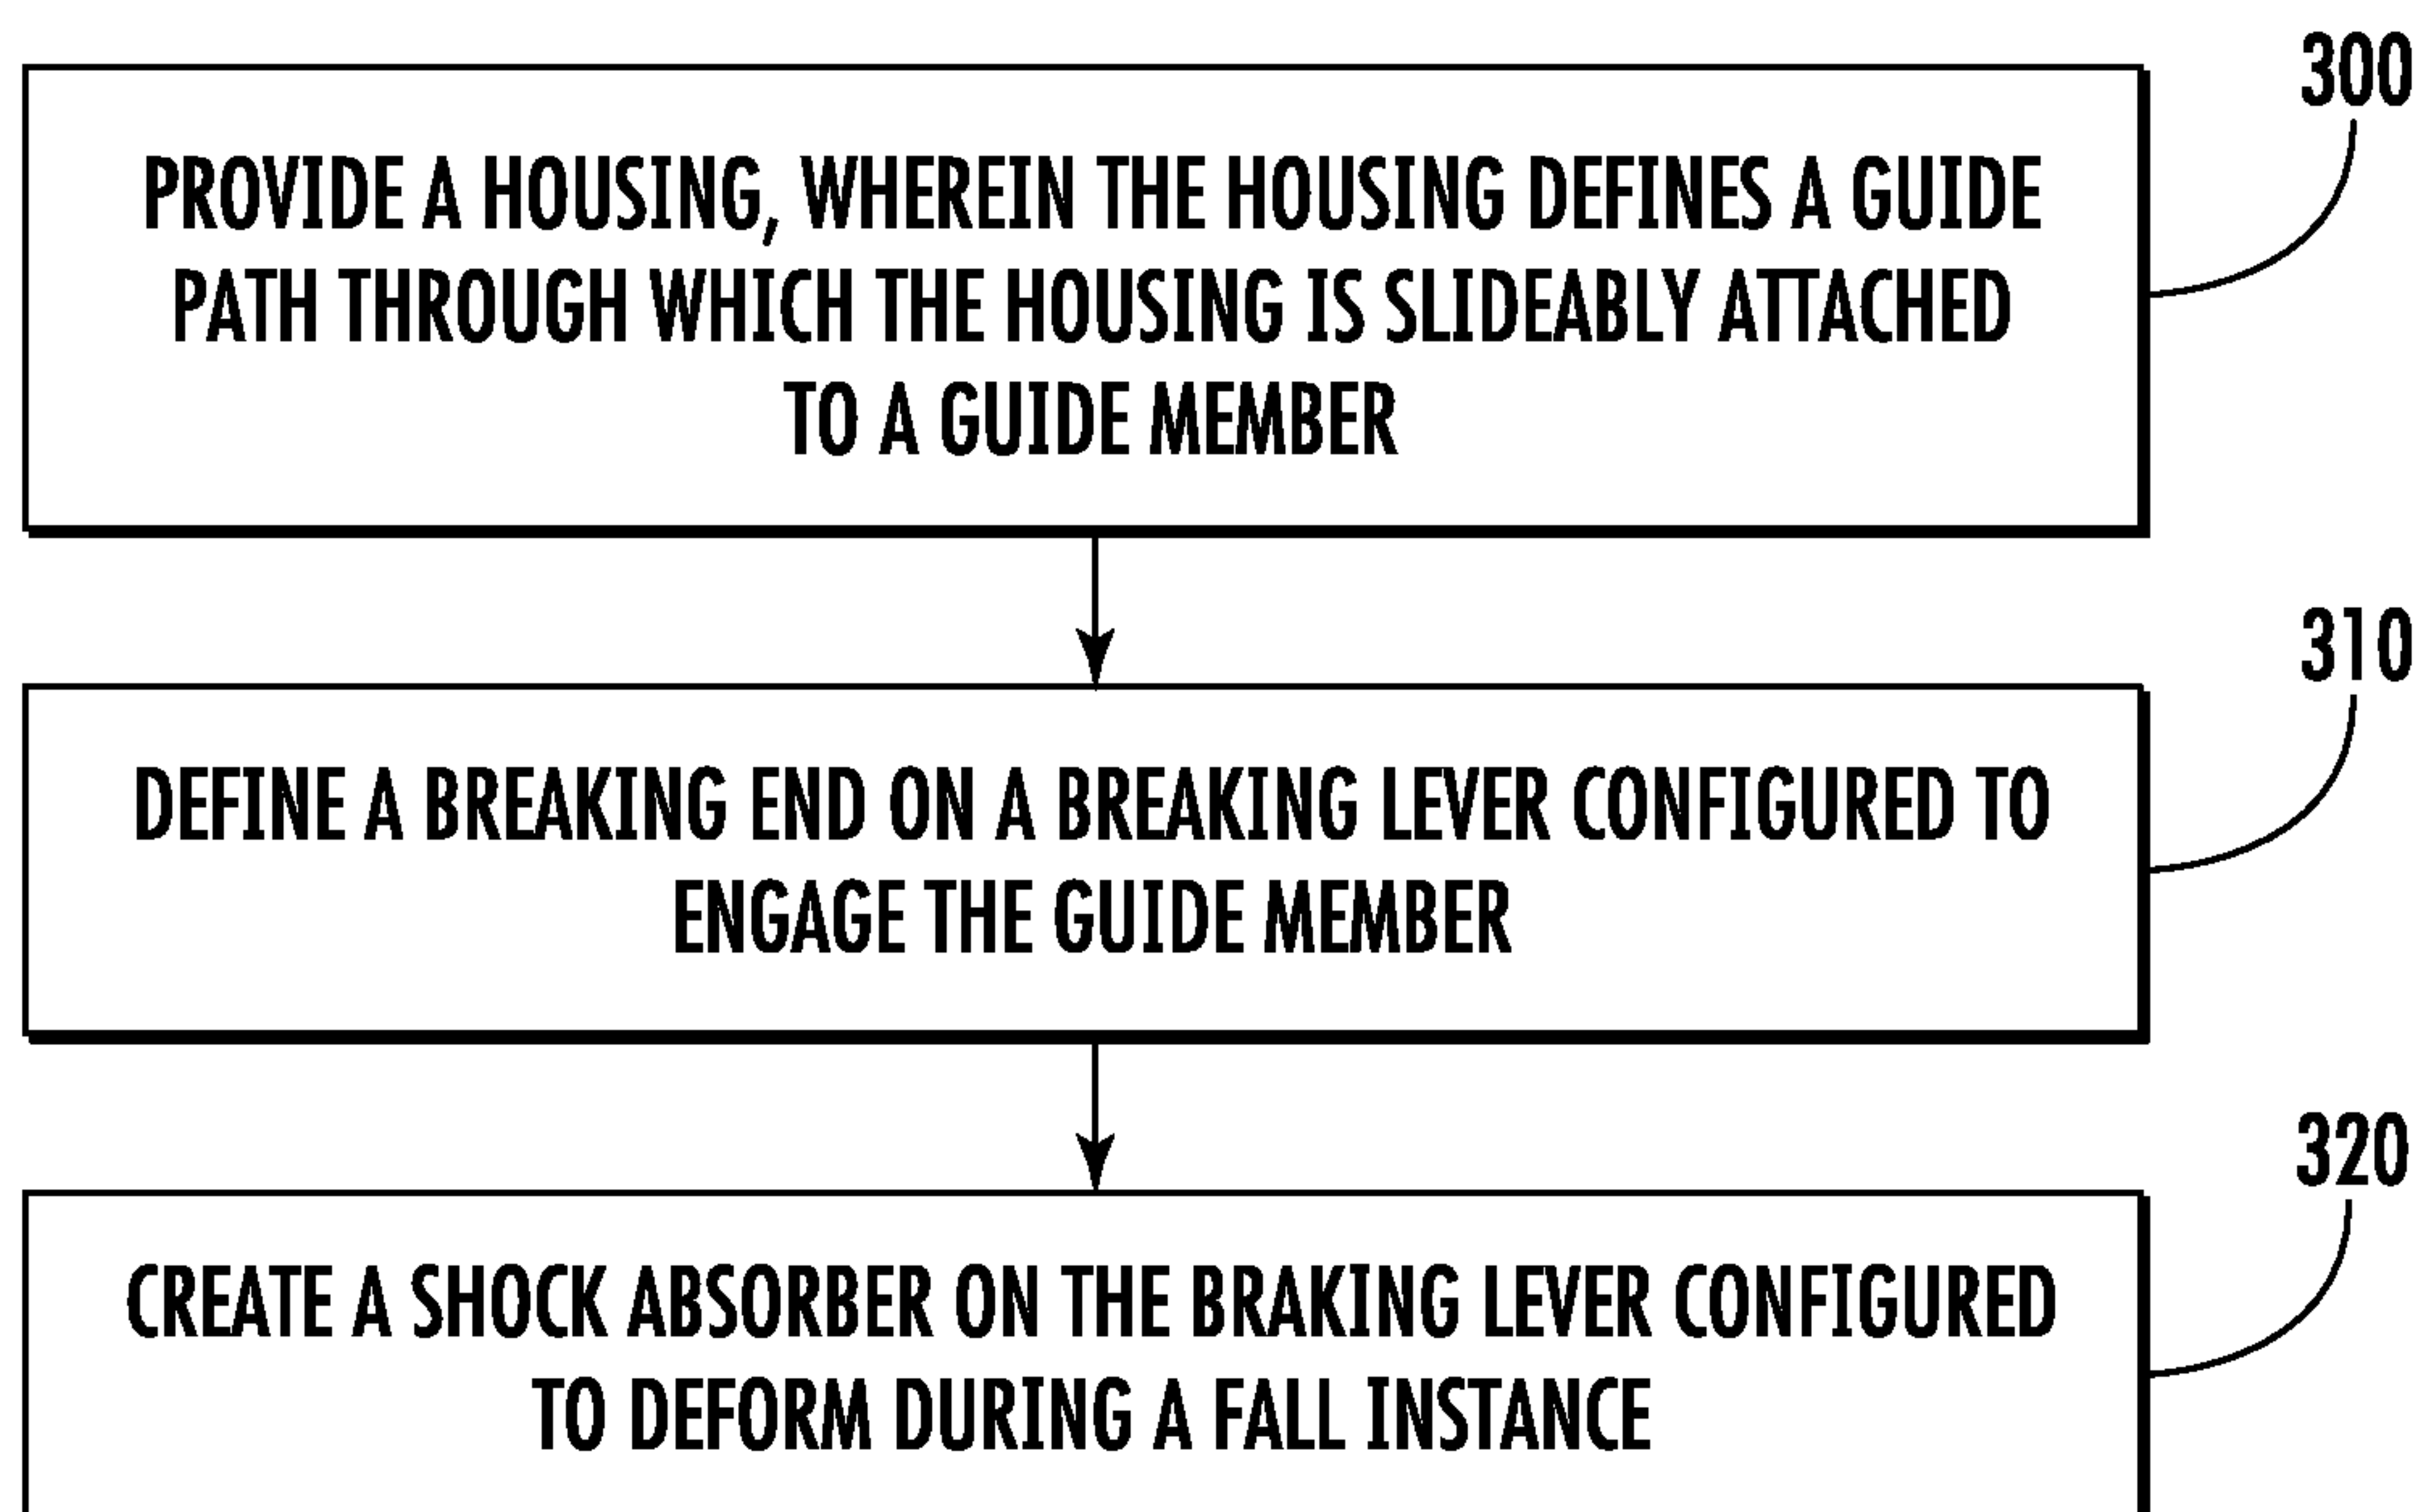 300
PROVIDE A HOUSING, WHEREIN THE HOUSING DEFINES A GUIDE
PATH THROUGH WHICH THE HOUSING IS SLIDEABLY ATTACHED
TO A GUIDE MEMBER
310
DEFINE A BREAKING END ON A BREAKING LEVER CONFIGURED TO
ENGAGE THE GUIDE MEMBER
320
CREATE A SHOCK ABSORBER ON THE BRAKING LEVER CONFIGURED
TO DEFORM DURING A FALL INSTANCE